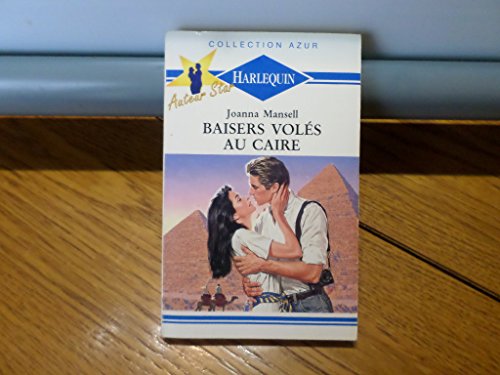 COLLECTION AZUR
HARLEQUIN
Auteur Star
Joanna Mansell
BAISERS VOLÉS
AU CAIRE